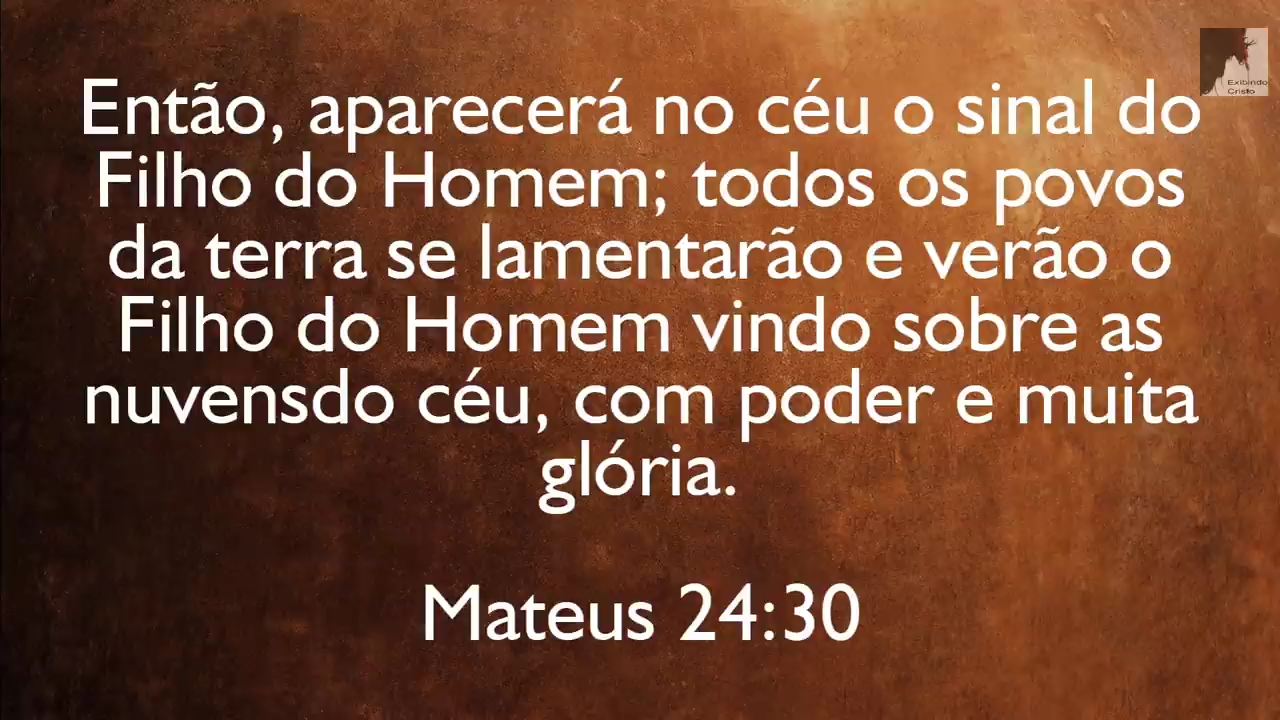 Exibindo
Cristo
Então, aparecerá no céu o sinal do
Filho do Homem; todos os povos
da terra se lamentarão e verão o
Filho do Homem vindo sobre as
nuvensdo céu, com poder e muita
glória.
Mateus 24:30